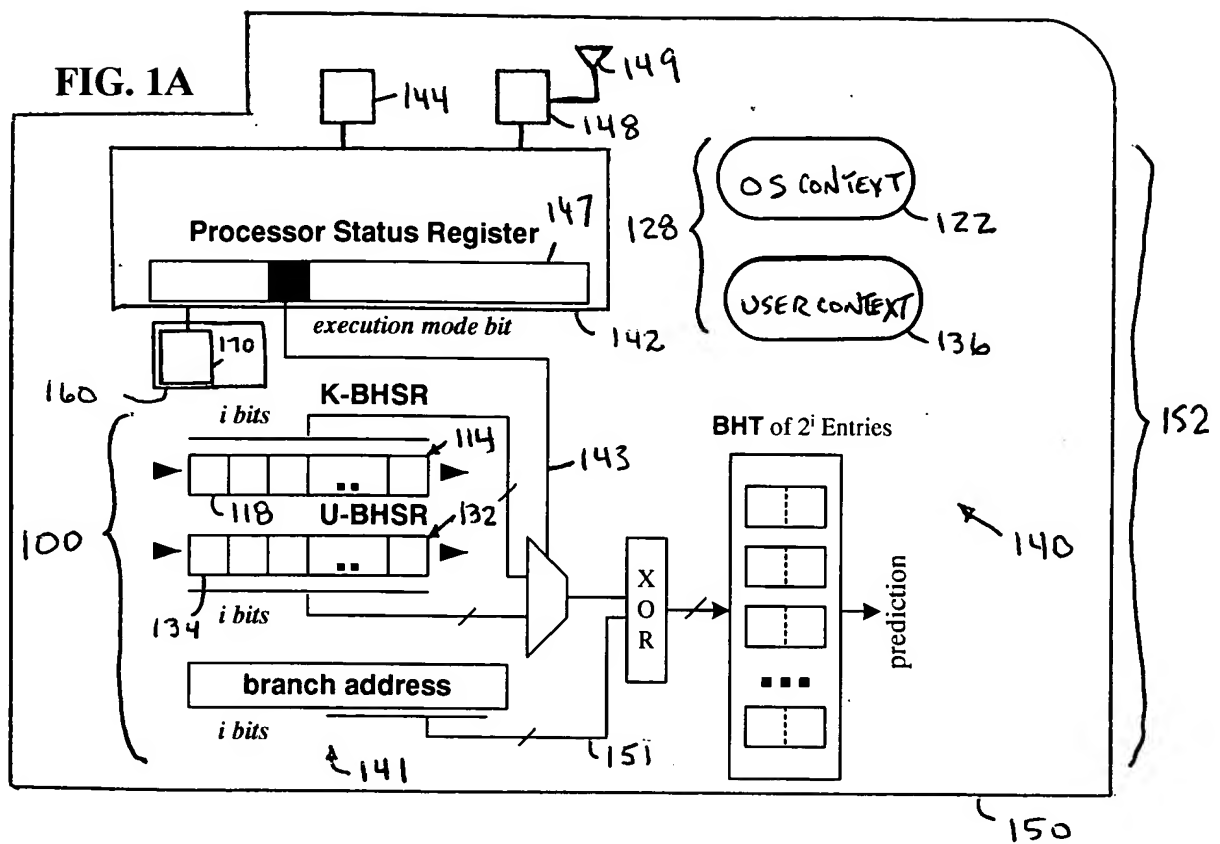 FIG. 1A
144
149
148
OS CONTEXT
122
128
147
Processor Status Register
USER CONTEXT
136
execution mode bit
142
170
160
K-BHSR
i bits
114
143
118
U-BHSR
132
100
134
i bits
branch address
i bits
141
151
X
O
R
BHT of 2ⁱ Entries
prediction
140
152
150